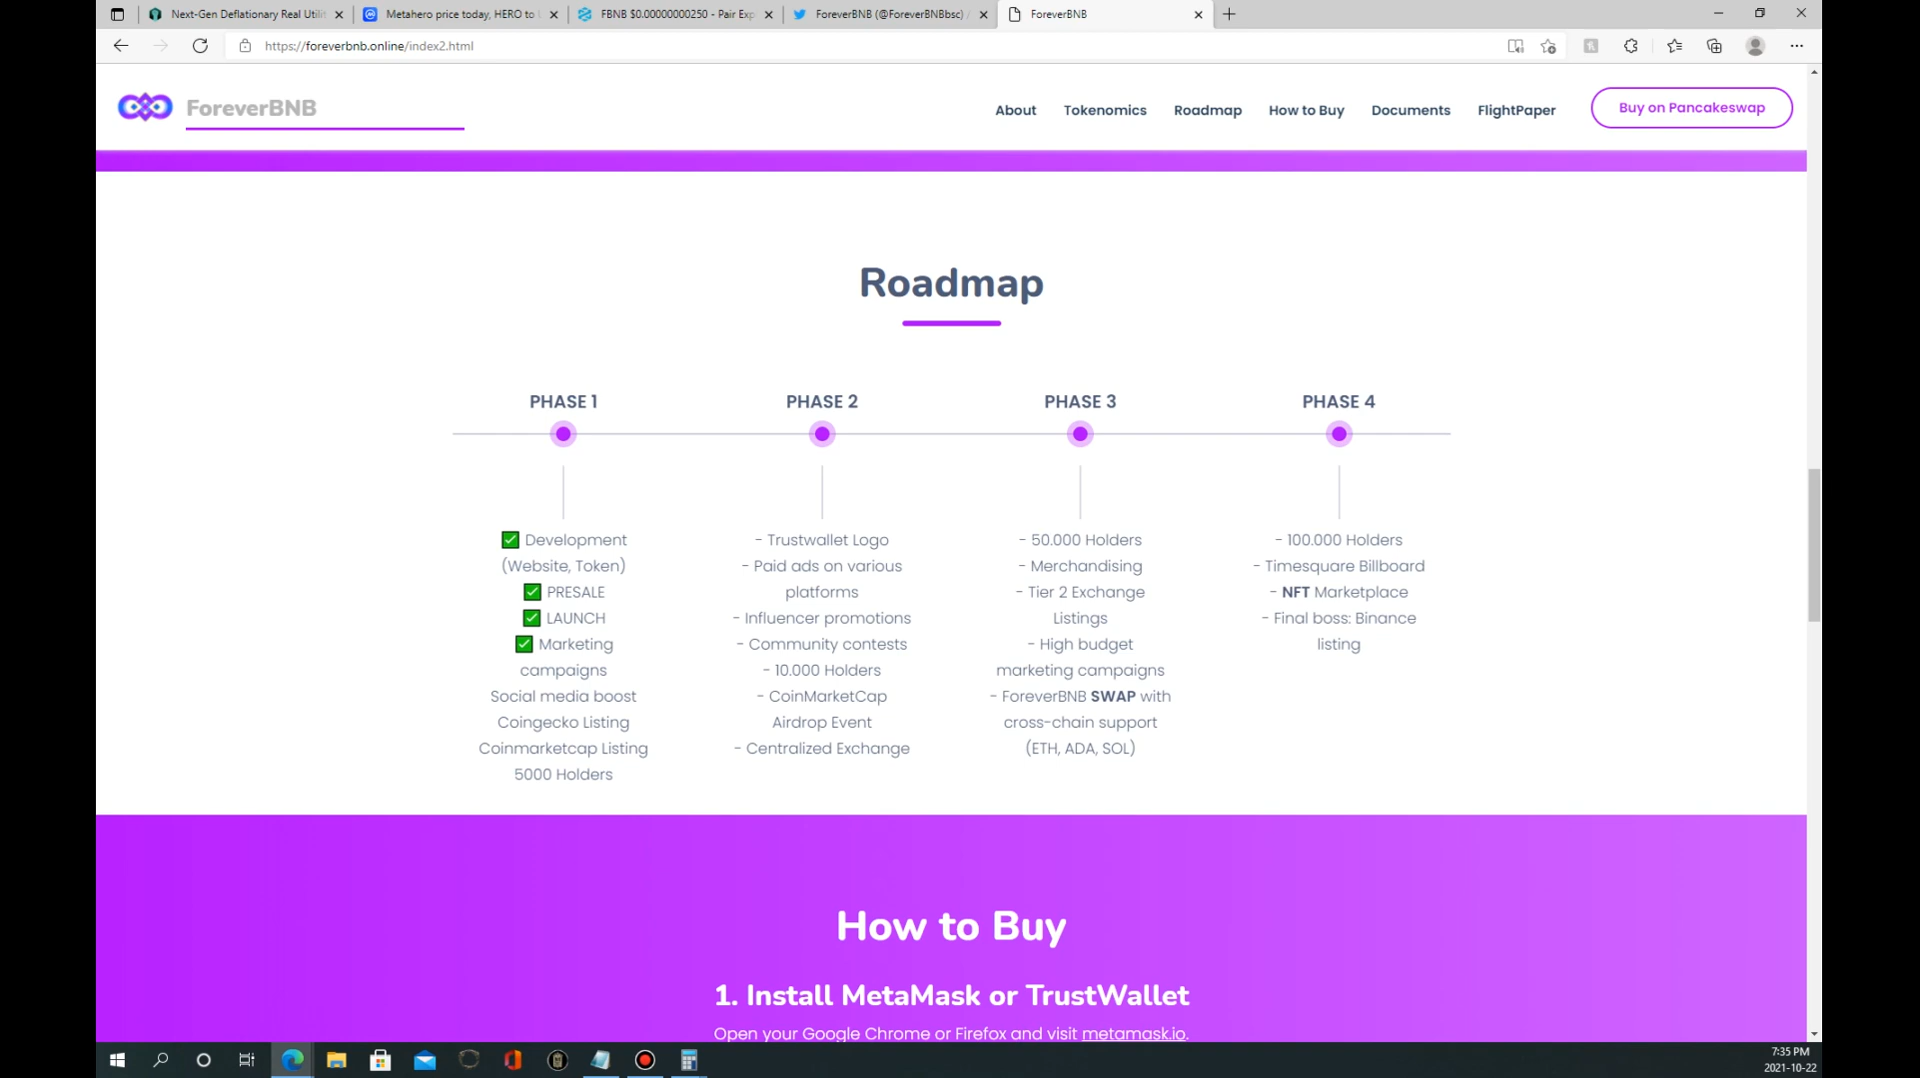 Next-Gen Deflationary Real Utilit
Metahero price today, HERO to
FBNB $0.00000000250 - Pair Exp
ForeverBNB (@ForeverBNBbsc) /
ForeverBNB
https://foreverbnb.online/index2.html
ForeverBNB
About
Tokenomics
Roadmap
How to Buy
Documents
FlightPaper
Buy on Pancakeswap
Roadmap
PHASE 1
✅ Development
(Website, Token)
✅ PRESALE
✅ LAUNCH
✅ Marketing
campaigns
Social media boost
Coingecko Listing
Coinmarketcap Listing
5000 Holders
PHASE 2
- Trustwallet Logo
- Paid ads on various
platforms
- Influencer promotions
- Community contests
- 10.000 Holders
- CoinMarketCap
Airdrop Event
- Centralized Exchange
PHASE 3
- 50.000 Holders
- Merchandising
- Tier 2 Exchange
Listings
- High budget
marketing campaigns
- ForeverBNB SWAP with
cross-chain support
(ETH, ADA, SOL)
PHASE 4
- 100.000 Holders
- Timesquare Billboard
- NFT Marketplace
- Final boss: Binance
listing
How to Buy
1. Install MetaMask or TrustWallet
Open your Google Chrome or Firefox and visit metamask.io.
7:35 PM
2021-10-22